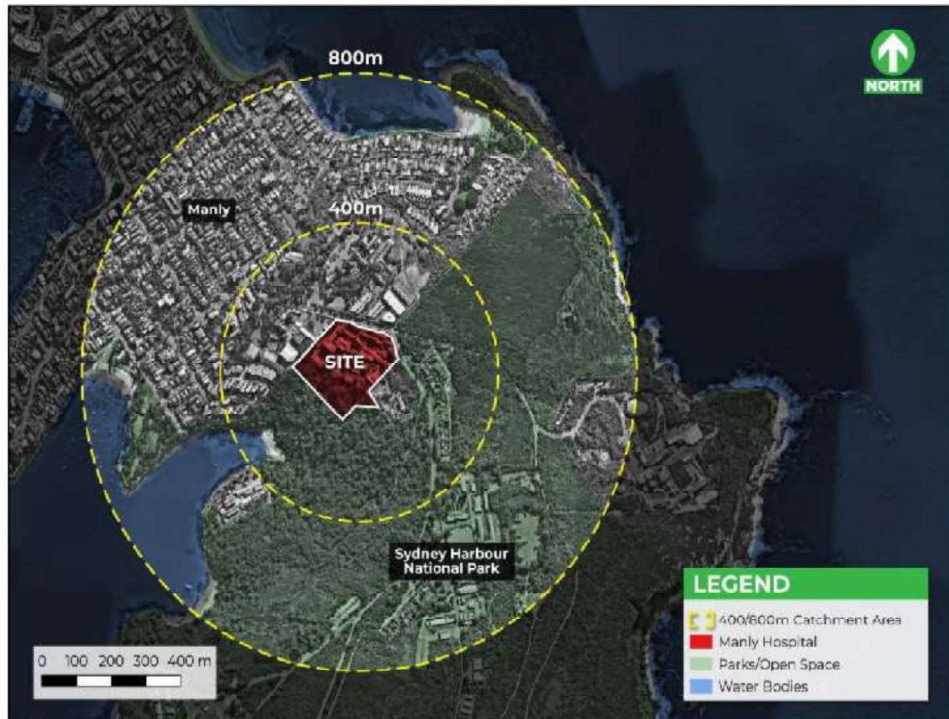 800m
NORTH
Manly
400m
SITE
Sydney Harbour
National Park
LEGEND
400/800m Catchment Area
Manly Hospital
Parks/Open Space
Water Bodies
0 100 200 300 400 m